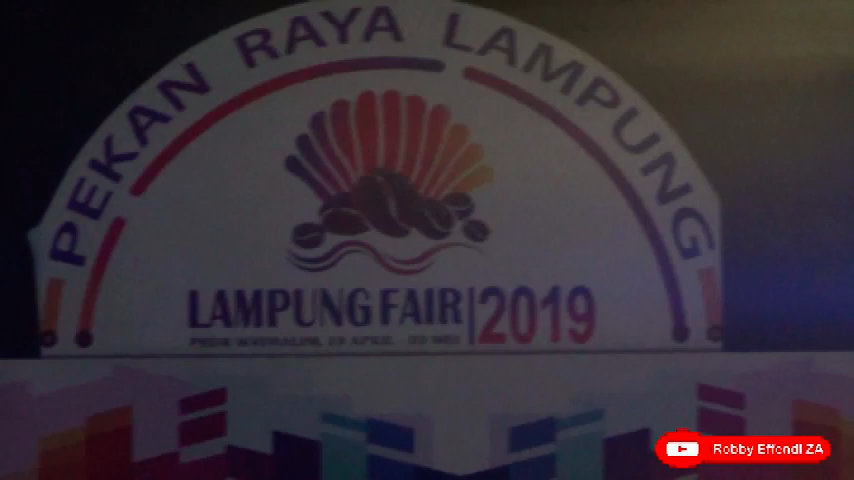 PEKAN RAYA LAMPUNG
LAMPUNG FAIR | 2019
Robby Effendi ZA